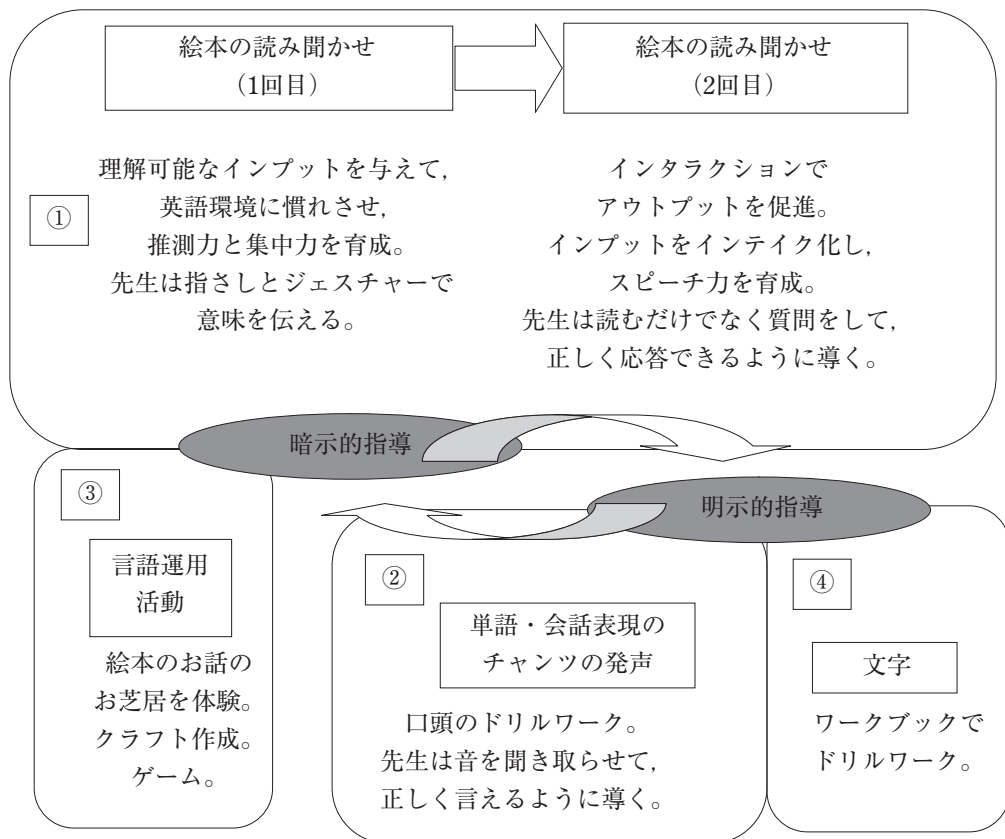 絵本の読み聞かせ
（1回目）
絵本の読み聞かせ
（2回目）
①
理解可能なインプットを与えて，
英語環境に慣れさせ，
推測力と集中力を育成。
先生は指さしとジェスチャーで
意味を伝える。
インタラクションで
アウトプットを促進。
インプットをインテイク化し，
スピーチ力を育成。
先生は読むだけでなく質問をして，
正しく応答できるように導く。
暗示的指導
明示的指導
③
言語運用
活動
絵本のお話の
お芝居を体験。
クラフト作成。
ゲーム。
②
単語・会話表現の
チャンツの発声
口頭のドリルワーク。
先生は音を聞き取らせて，
正しく言えるように導く。
④
文字
ワークブックで
ドリルワーク。